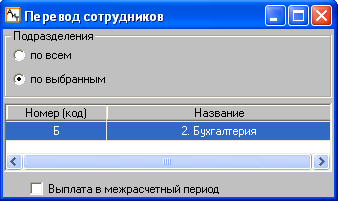 Перевод сотрудников
Подразделения
по всем
по выбранным
Номер (код) Название
Б 2. Бухгалтерия
Выплата в межрасчетный период